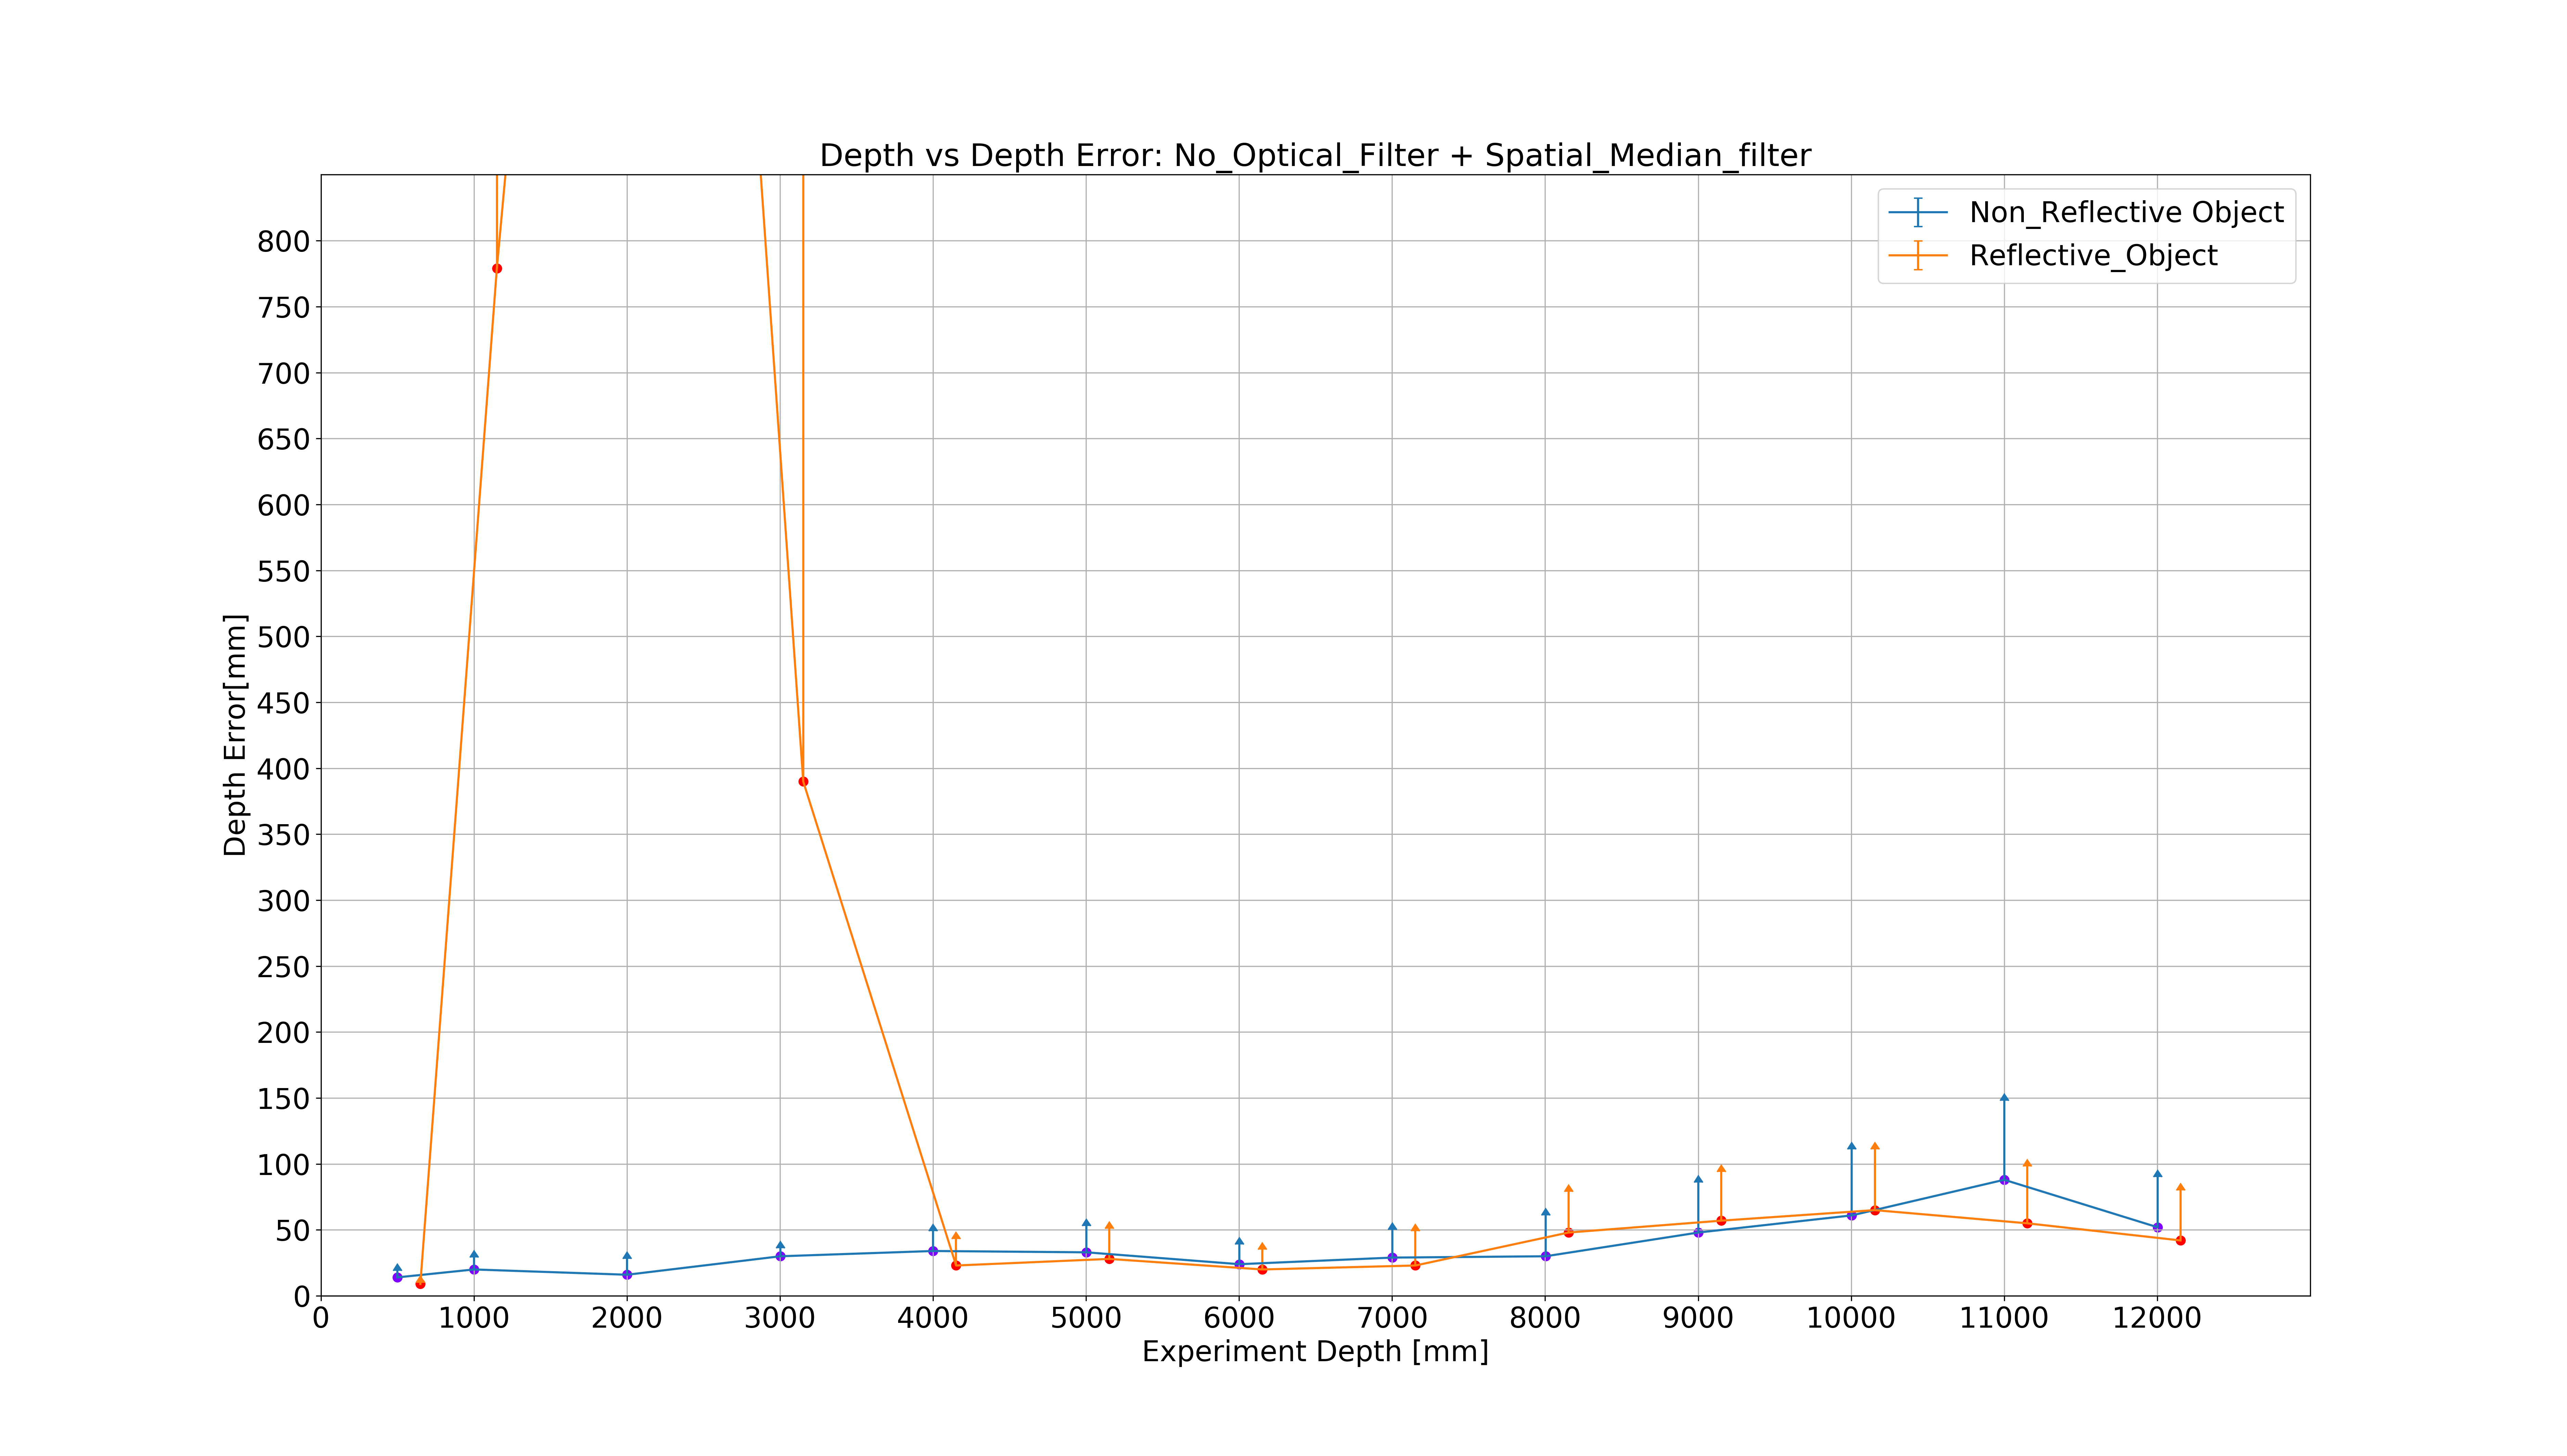 Depth vs Depth Error: No_Optical_Filter + Spatial_Median_filter
Non_Reflective Object
Reflective_Object
800
750
700
650
600
550
500
450
400
350
300
250
200
150
100
50
0
Depth Error[mm]
0 1000 2000 3000 4000 5000 6000 7000 8000 9000 10000 11000 12000
Experiment Depth [mm]